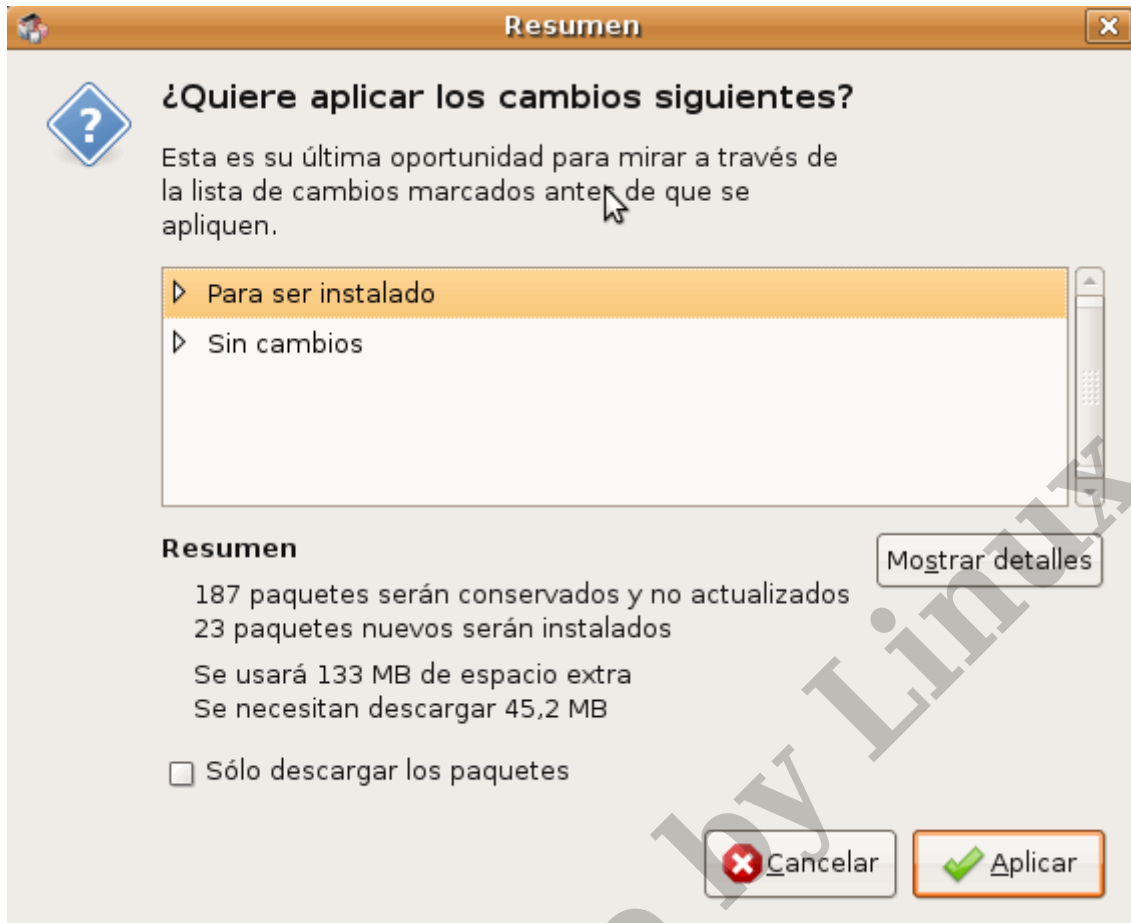 Resumen
¿Quiere aplicar los cambios siguientes?
Esta es su última oportunidad para mirar a través de
la lista de cambios marcados antes de que se
apliquen.
Para ser instalado
Sin cambios
Resumen
Mostrar detalles
187 paquetes serán conservados y no actualizados
23 paquetes nuevos serán instalados
Se usará 133 MB de espacio extra
Se necesitan descargar 45,2 MB
Sólo descargar los paquetes
Cancelar
Aplicar
by Linux